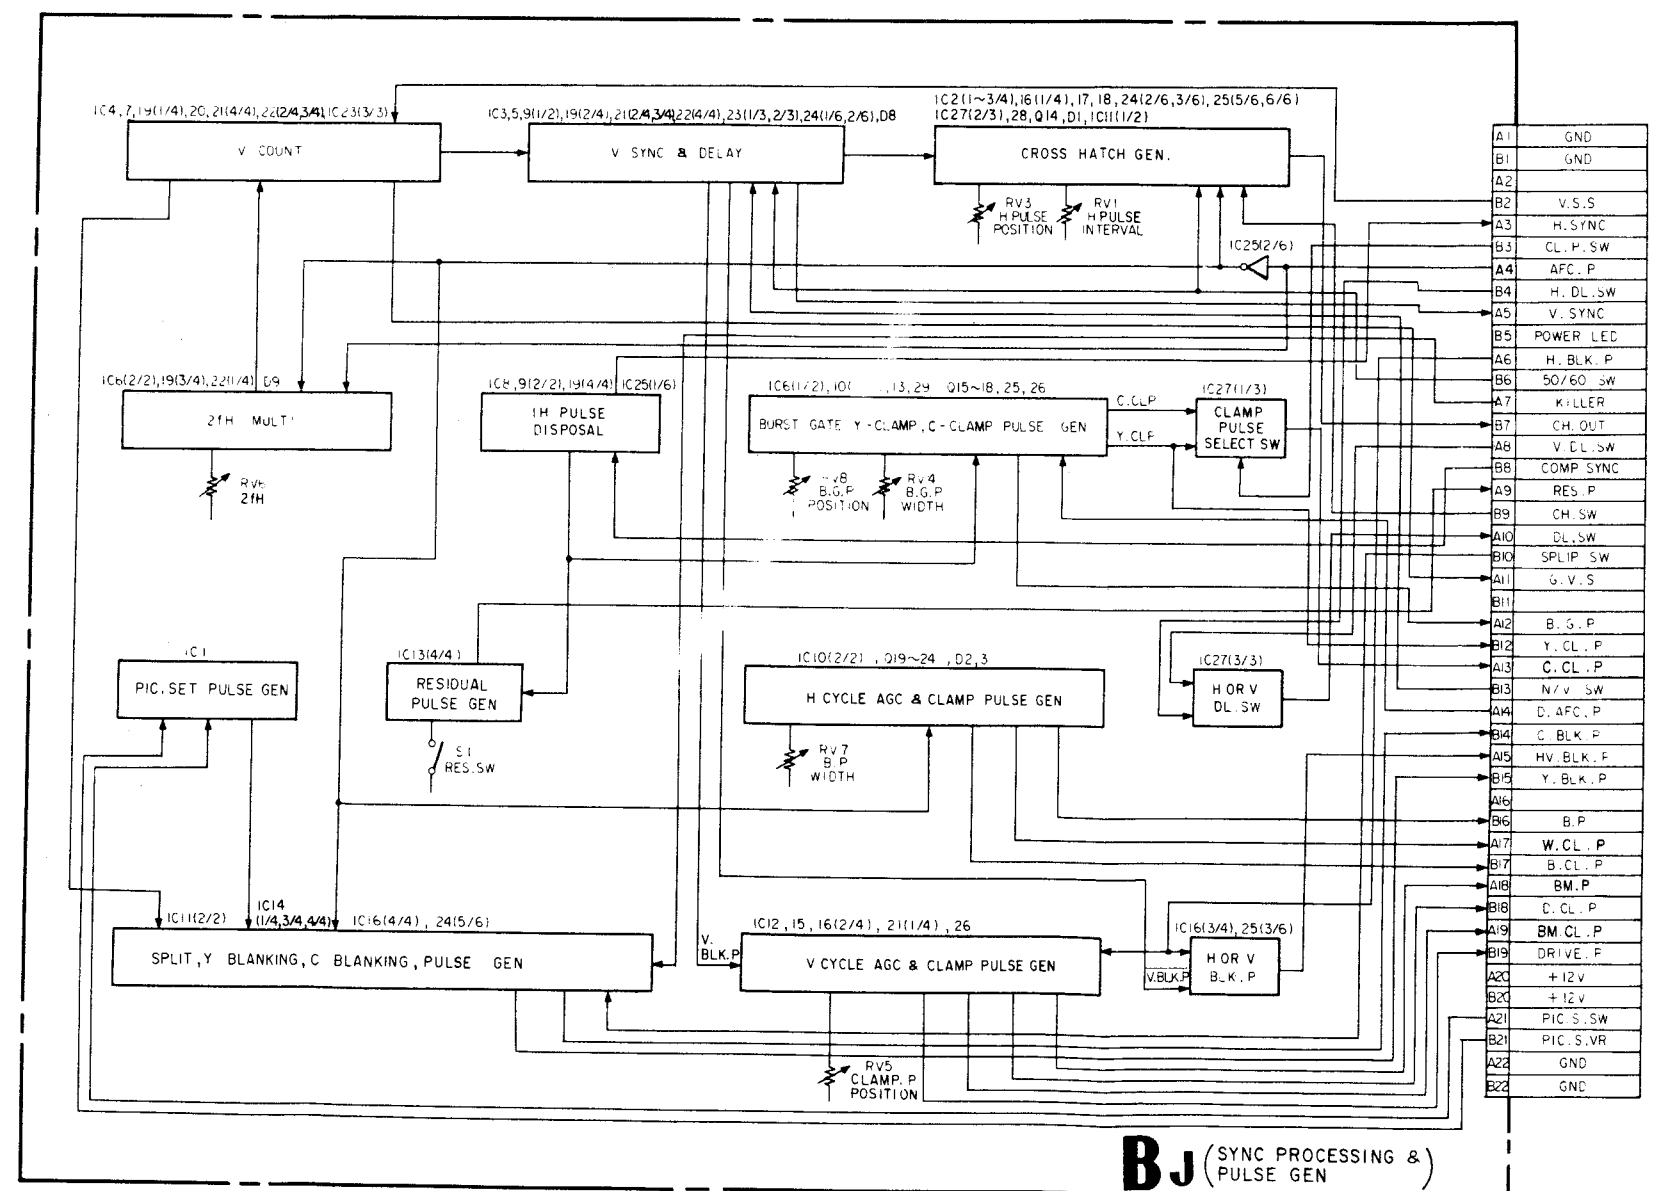 IC4, 7, 19(1/4), 20, 21(4/4), 22(2/4,3/4), IC23(3/3)
V COUNT
IC3, 5, 9(1/2), 19(2/4), 21(2/4,3/4), 22(4/4), 23(1/3, 2/3), 24(1/6, 2/6), D8
V SYNC & DELAY
IC2(1~3/4), 16(1/4), 17, 18, 24(2/6, 3/6), 25(5/6, 6/6)
IC27(2/3), 28, Q14, D1, IC11(1/2)
CROSS HATCH GEN.
RV3
H PULSE
POSITION
RV1
H PULSE
INTERVAL
IC25(2/6)
IC6(2/2), 19(3/4), 22(1/4) D9
2fH MULTI
RV6
2fH
IC8, 9(2/2), 19(4/4) IC25(1/6)
1H PULSE
DISPOSAL
IC6(1/2), 10( , 13, 29 Q15~18, 25, 26
BURST GATE Y-CLAMP, C-CLAMP PULSE GEN
C.CLP
Y.CLP
IC27(1/3)
CLAMP
PULSE
SELECT SW
RV8
B.G.P
POSITION
RV4
B.G.P
WIDTH
IC1
PIC. SET PULSE GEN
IC13(4/4)
RESIDUAL
PULSE GEN
S1
RES.SW
IC10(2/2) , Q19~24 , D2,3
H CYCLE AGC & CLAMP PULSE GEN
RV7
B.P
WIDTH
IC27(3/3)
H OR V
DL.SW
IC11(2/2)
IC14
(1/4,3/4,4/4)
IC16(4/4) , 24(5/6)
SPLIT, Y BLANKING, C BLANKING, PULSE GEN
V.
BLK.P
IC12, 15, 16(2/4) , 21(1/4) , 26
V CYCLE AGC & CLAMP PULSE GEN
RV5
CLAMP. P
POSITION
IC16(3/4), 25(3/6)
V.BLK.P
H OR V
BLK.P
A1 GND
B1 GND
A2
B2 V.S.S
A3 H.SYNC
B3 CL.P.SW
A4 AFC.P
B4 H.DL.SW
A5 V.SYNC
B5 POWER LED
A6 H.BLK.P
B6 50/60 SW
A7 KILLER
B7 CH.OUT
A8 V.DL.SW
B8 COMP SYNC
A9 RES.P
B9 CH.SW
A10 DL.SW
B10 SPLIP SW
A11 G.V.S
B11
A12 B.G.P
B12 Y.CL.P
A13 C.CL.P
B13 N/V SW
A14 D.AFC.P
B14 C.BLK.P
A15 HV.BLK.P
B15 Y.BLK.P
A16
B16 B.P
A17 W.CL.P
B17 B.CL.P
A18 BM.P
B18 D.CL.P
A19 BM.CL.P
B19 DRIVE.P
A20 +12V
B20 +12V
A21 PIC.S.SW
B21 PIC.S.VR
A22 GND
B22 GND
BJ (SYNC PROCESSING &
PULSE GEN)